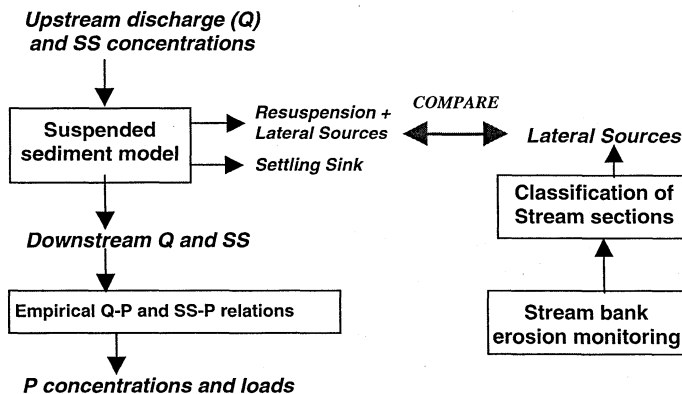 Upstream discharge (Q)
and SS concentrations
Suspended
sediment model
Resuspension +
Lateral Sources
Settling Sink
COMPARE
Lateral Sources
Classification of
Stream sections
Stream bank
erosion monitoring
Downstream Q and SS
Empirical Q-P and SS-P relations
P concentrations and loads